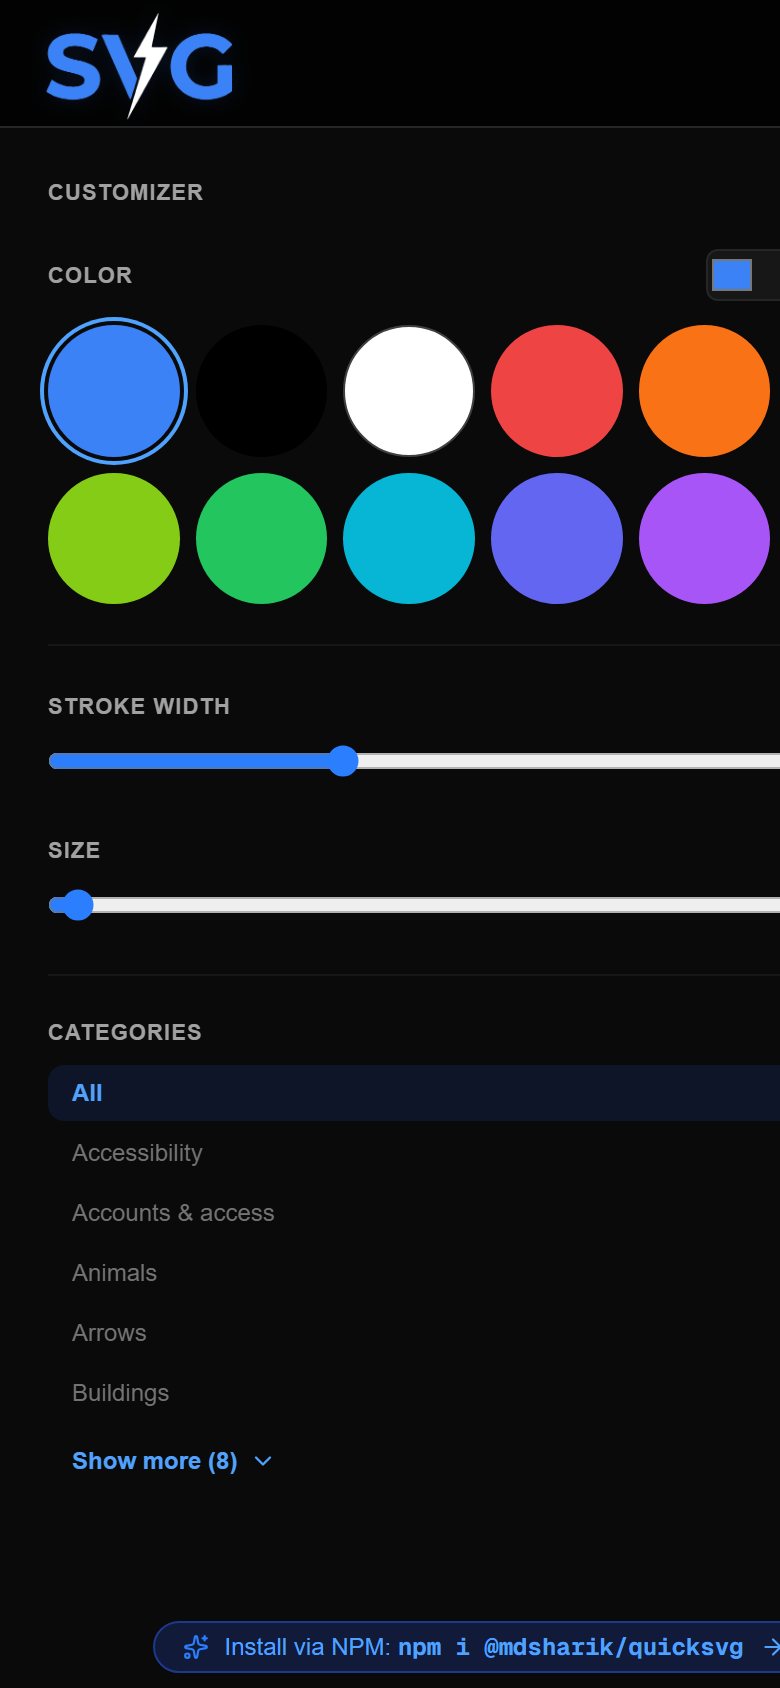 SVG
CUSTOMIZER
COLOR
STROKE WIDTH
SIZE
CATEGORIES
All
Accessibility
Accounts & access
Animals
Arrows
Buildings
Show more (8)
Install via NPM: npm i @mdsharik/quicksvg